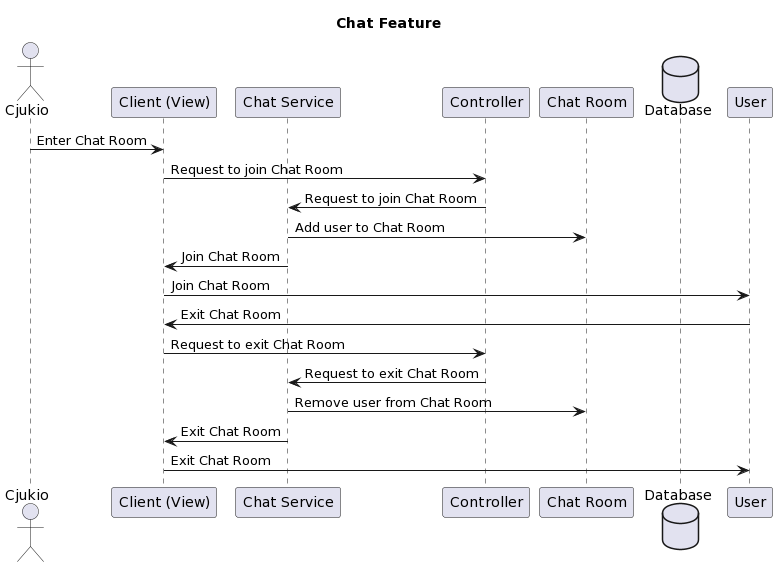 Chat Feature
Cjukio
Client (View)
Chat Service
Controller
Chat Room
Database
User
Enter Chat Room
Request to join Chat Room
Request to join Chat Room
Add user to Chat Room
Join Chat Room
Join Chat Room
Exit Chat Room
Request to exit Chat Room
Request to exit Chat Room
Remove user from Chat Room
Exit Chat Room
Exit Chat Room
Cjukio
Client (View)
Chat Service
Controller
Chat Room
Database
User